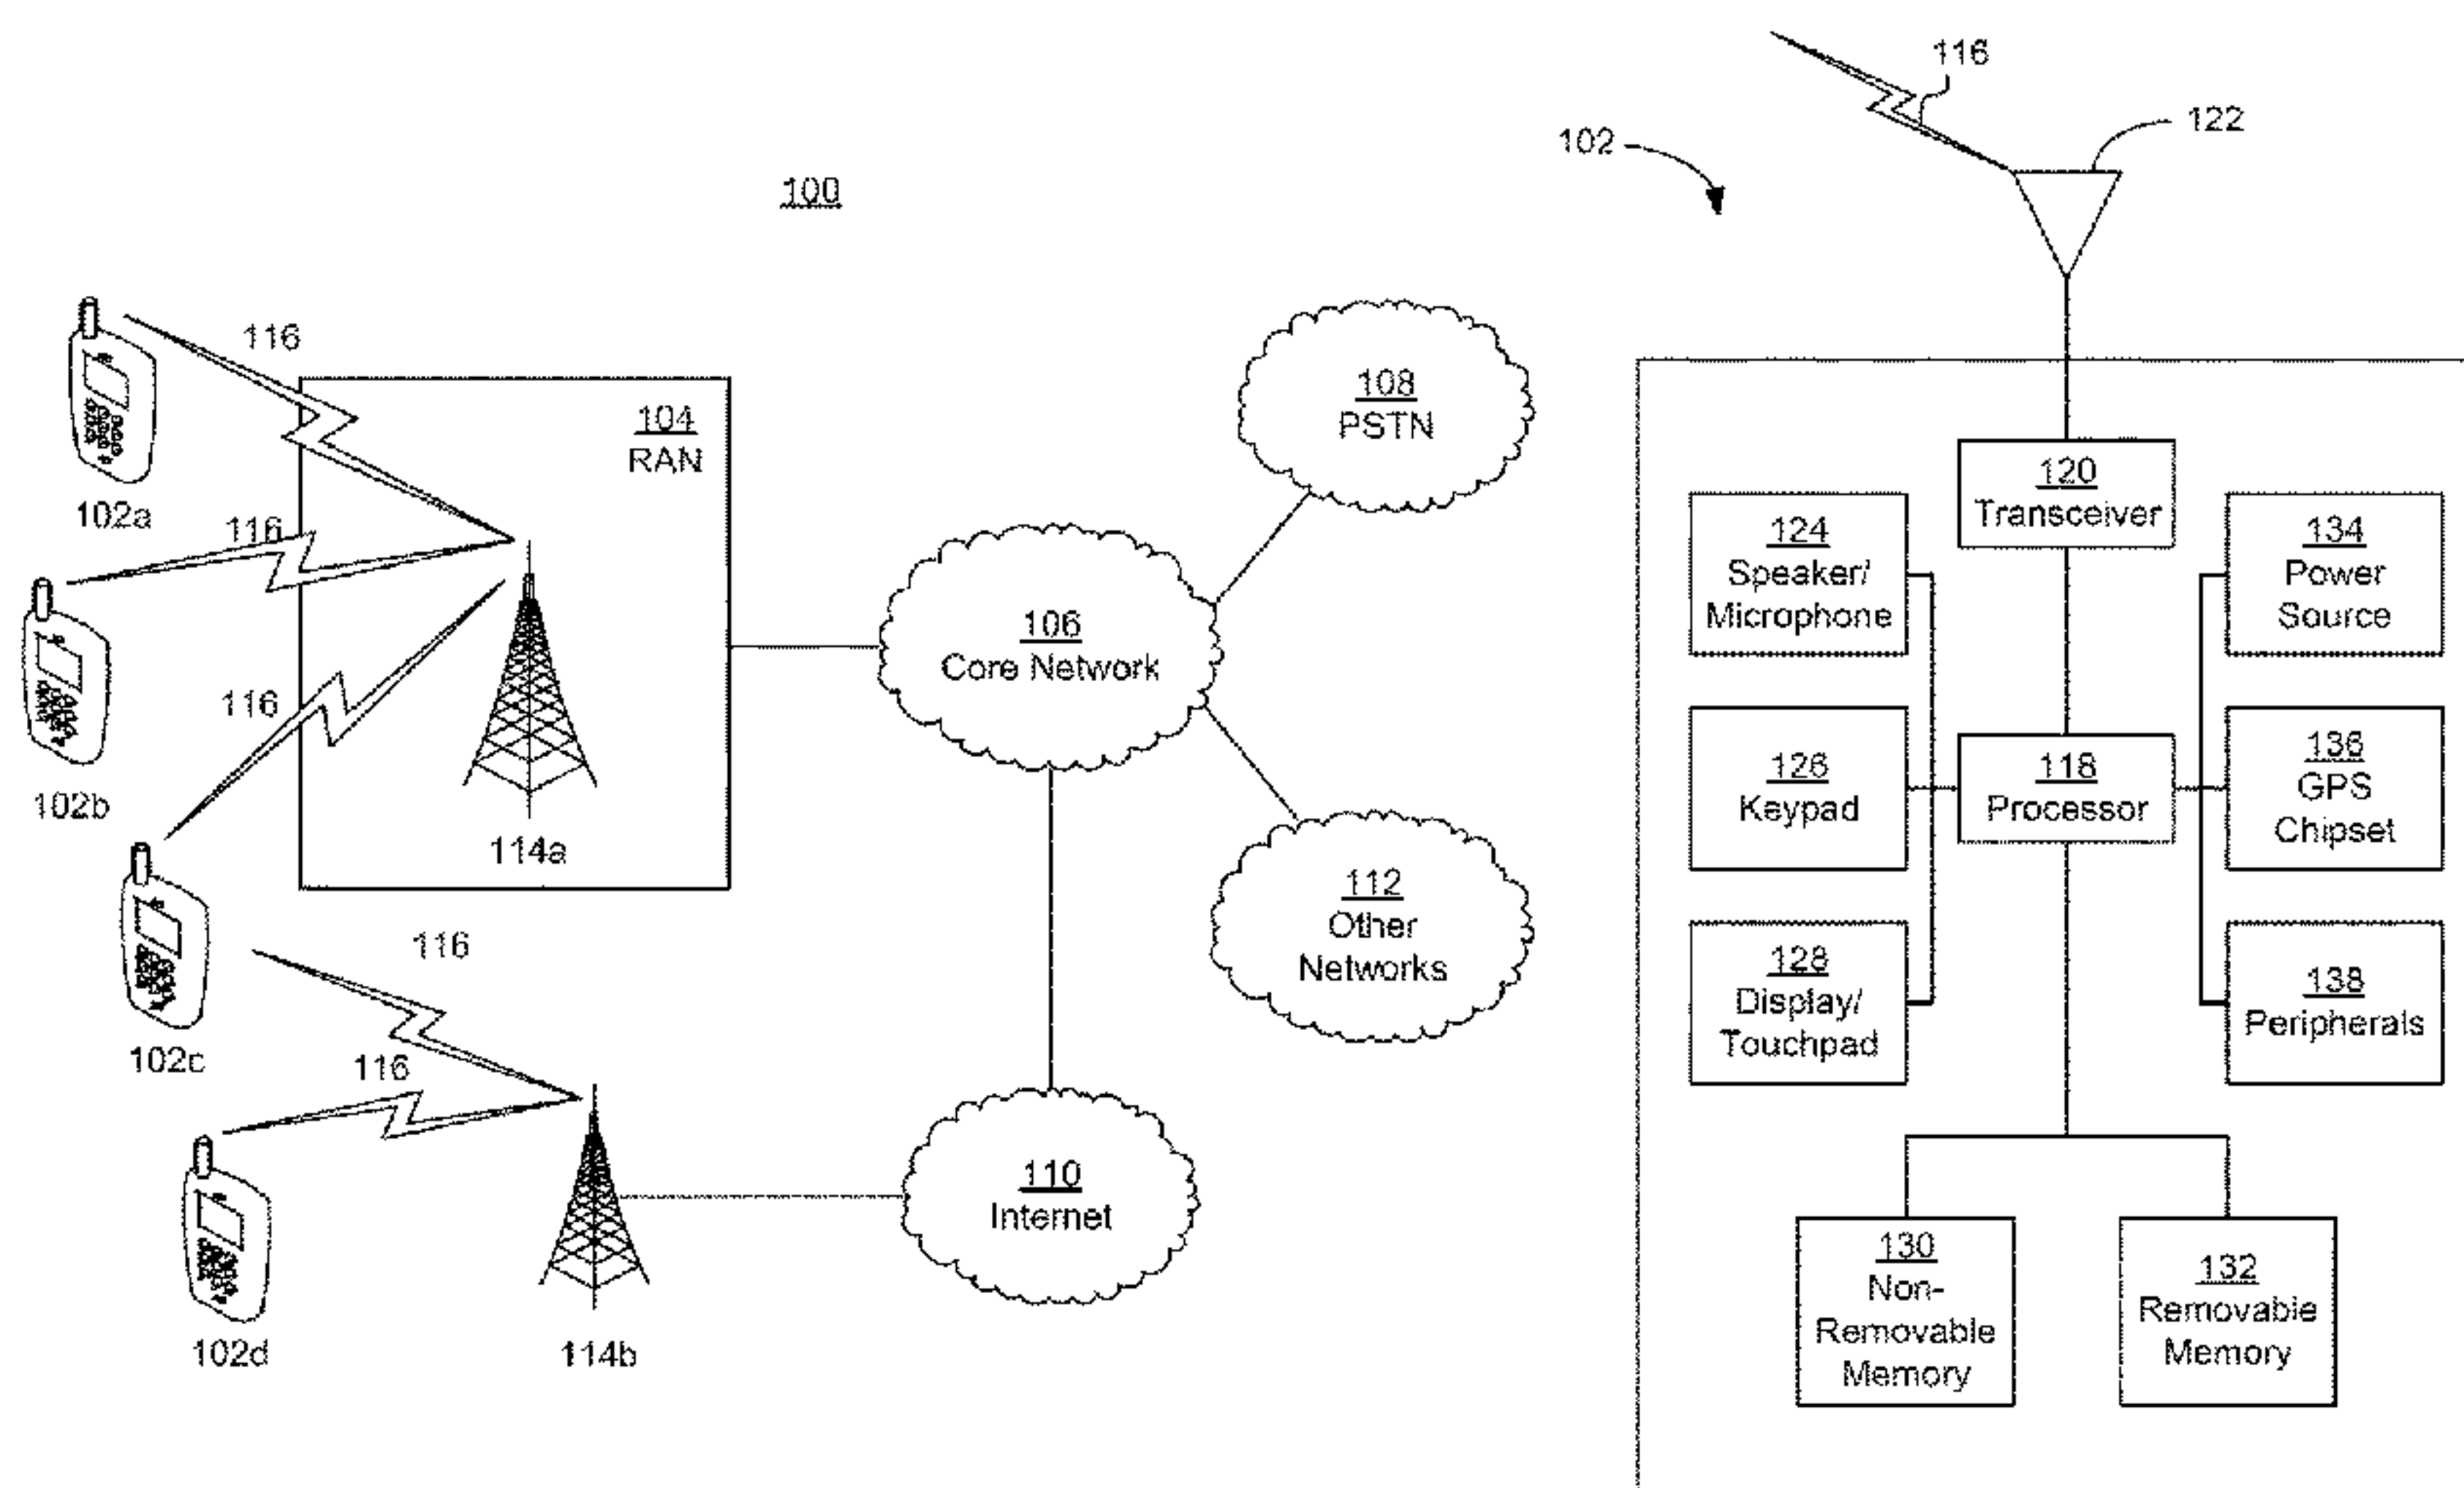 100
116
102a
116
102b
116
102c
116
116
102d
104
RAN
114a
114b
106
Core Network
108
PSTN
112
Other
Networks
110
Internet
116
102
122
120
Transceiver
124
Speaker/
Microphone
134
Power
Source
126
Keypad
118
Processor
136
GPS
Chipset
128
Display/
Touchpad
138
Peripherals
130
Non-
Removable
Memory
132
Removable
Memory